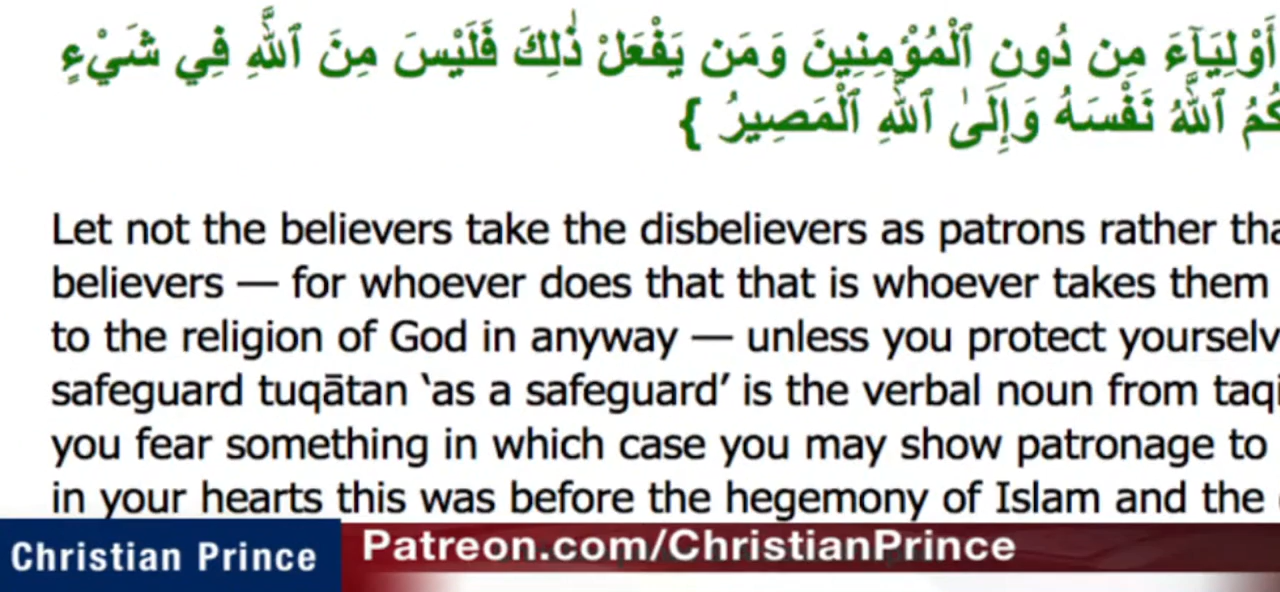 أَوْلِيَآءَ مِن دُونِ ٱلْمُؤْمِنِينَ وَمَن يَفْعَلْ ذٰلِكَ فَلَيْسَ مِنَ ٱللَّهِ فِي شَيْءٍ
كُمُ ٱللَّهُ نَفْسَهُ وَإِلَىٰ ٱللَّهِ ٱلْمَصِيرُ }
Let not the believers take the disbelievers as patrons rather tha
believers — for whoever does that that is whoever takes them
to the religion of God in anyway — unless you protect yourselv
safeguard tuqātan ‘as a safeguard’ is the verbal noun from taqi
you fear something in which case you may show patronage to
in your hearts this was before the hegemony of Islam and the
Christian Prince
Patreon.com/ChristianPrince